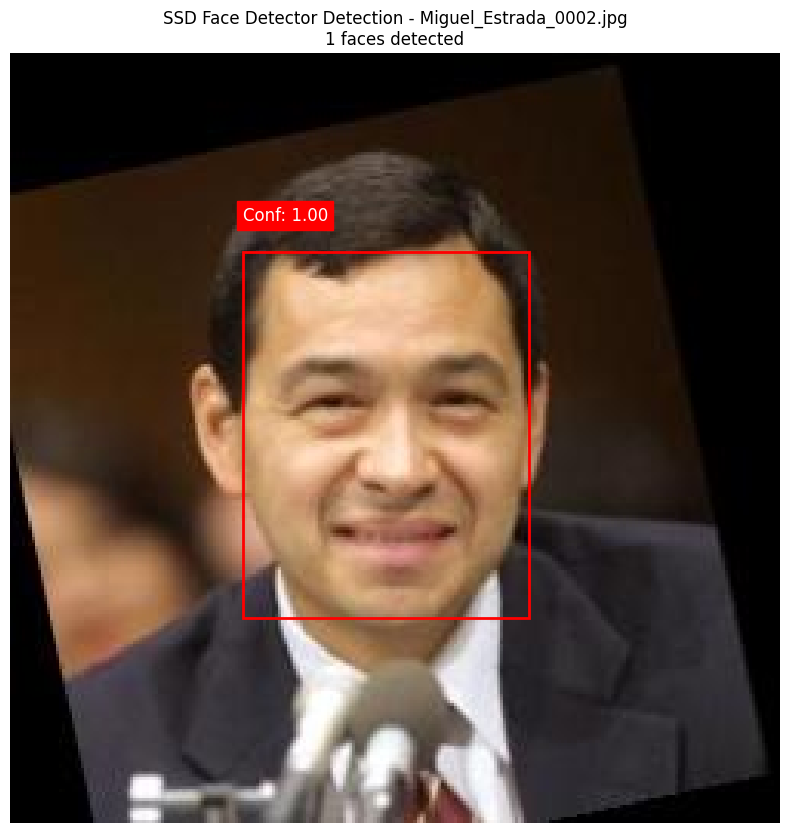 SSD Face Detector Detection - Miguel_Estrada_0002.jpg
1 faces detected
Conf: 1.00